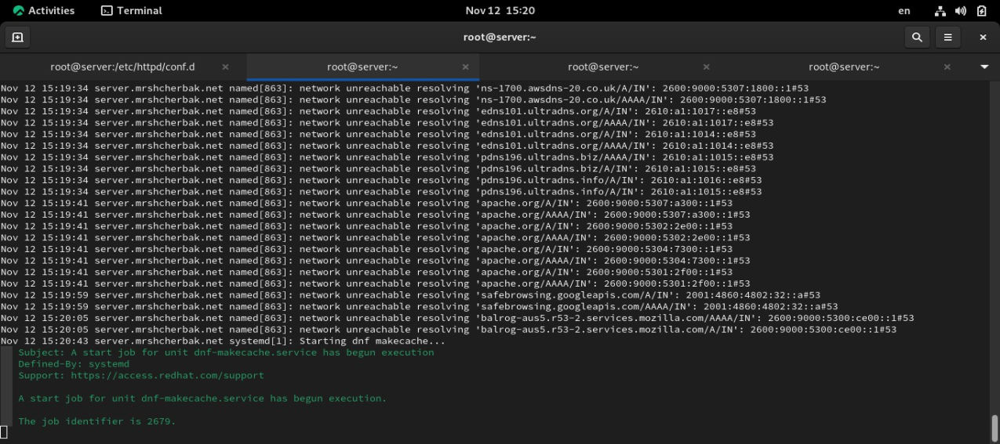 Activities Terminal Nov 12 15:20 en
root@server:~
root@server:/etc/httpd/conf.d root@server:~ root@server:~ root@server:~
Nov 12 15:19:34 server.mrshcherbak.net named[863]: network unreachable resolving 'ns-1700.awsdns-20.co.uk/A/IN': 2600:9000:5307:1800::1#53
Nov 12 15:19:34 server.mrshcherbak.net named[863]: network unreachable resolving 'ns-1700.awsdns-20.co.uk/AAAA/IN': 2600:9000:5307:1800::1#53
Nov 12 15:19:34 server.mrshcherbak.net named[863]: network unreachable resolving 'edns101.ultradns.org/A/IN': 2610:a1:1017::e8#53
Nov 12 15:19:34 server.mrshcherbak.net named[863]: network unreachable resolving 'edns101.ultradns.org/AAAA/IN': 2610:a1:1017::e8#53
Nov 12 15:19:34 server.mrshcherbak.net named[863]: network unreachable resolving 'edns101.ultradns.org/A/IN': 2610:a1:1014::e8#53
Nov 12 15:19:34 server.mrshcherbak.net named[863]: network unreachable resolving 'edns101.ultradns.org/AAAA/IN': 2610:a1:1014::e8#53
Nov 12 15:19:34 server.mrshcherbak.net named[863]: network unreachable resolving 'pdns196.ultradns.biz/AAAA/IN': 2610:a1:1015::e8#53
Nov 12 15:19:34 server.mrshcherbak.net named[863]: network unreachable resolving 'pdns196.ultradns.biz/A/IN': 2610:a1:1015::e8#53
Nov 12 15:19:34 server.mrshcherbak.net named[863]: network unreachable resolving 'pdns196.ultradns.info/A/IN': 2610:a1:1016::e8#53
Nov 12 15:19:34 server.mrshcherbak.net named[863]: network unreachable resolving 'pdns196.ultradns.info/A/IN': 2610:a1:1015::e8#53
Nov 12 15:19:41 server.mrshcherbak.net named[863]: network unreachable resolving 'apache.org/A/IN': 2600:9000:5307:a300::1#53
Nov 12 15:19:41 server.mrshcherbak.net named[863]: network unreachable resolving 'apache.org/AAAA/IN': 2600:9000:5307:a300::1#53
Nov 12 15:19:41 server.mrshcherbak.net named[863]: network unreachable resolving 'apache.org/A/IN': 2600:9000:5302:2e00::1#53
Nov 12 15:19:41 server.mrshcherbak.net named[863]: network unreachable resolving 'apache.org/AAAA/IN': 2600:9000:5302:2e00::1#53
Nov 12 15:19:41 server.mrshcherbak.net named[863]: network unreachable resolving 'apache.org/A/IN': 2600:9000:5304:7300::1#53
Nov 12 15:19:41 server.mrshcherbak.net named[863]: network unreachable resolving 'apache.org/AAAA/IN': 2600:9000:5304:7300::1#53
Nov 12 15:19:41 server.mrshcherbak.net named[863]: network unreachable resolving 'apache.org/A/IN': 2600:9000:5301:2f00::1#53
Nov 12 15:19:41 server.mrshcherbak.net named[863]: network unreachable resolving 'apache.org/AAAA/IN': 2600:9000:5301:2f00::1#53
Nov 12 15:19:59 server.mrshcherbak.net named[863]: network unreachable resolving 'safebrowsing.googleapis.com/A/IN': 2001:4860:4802:32::a#53
Nov 12 15:19:59 server.mrshcherbak.net named[863]: network unreachable resolving 'safebrowsing.googleapis.com/AAAA/IN': 2001:4860:4802:32::a#53
Nov 12 15:20:05 server.mrshcherbak.net named[863]: network unreachable resolving 'balrog-aus5.r53-2.services.mozilla.com/AAAA/IN': 2600:9000:5300:ce00::1#53
Nov 12 15:20:05 server.mrshcherbak.net named[863]: network unreachable resolving 'balrog-aus5.r53-2.services.mozilla.com/A/IN': 2600:9000:5300:ce00::1#53
Nov 12 15:20:43 server.mrshcherbak.net systemd[1]: Starting dnf makecache...
Subject: A start job for unit dnf-makecache.service has begun execution
Defined-By: systemd
Support: https://access.redhat.com/support
A start job for unit dnf-makecache.service has begun execution.
The job identifier is 2679.